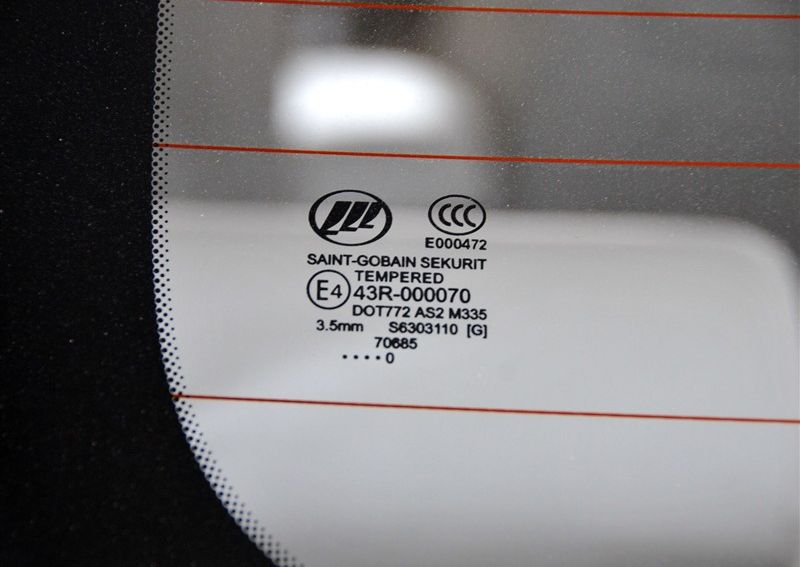 CCC
E000472
SAINT-GOBAIN SEKURIT
TEMPERED
E4 43R-000070
DOT772 AS2 M335
3.5mm S6303110 [G]
70685
••••0